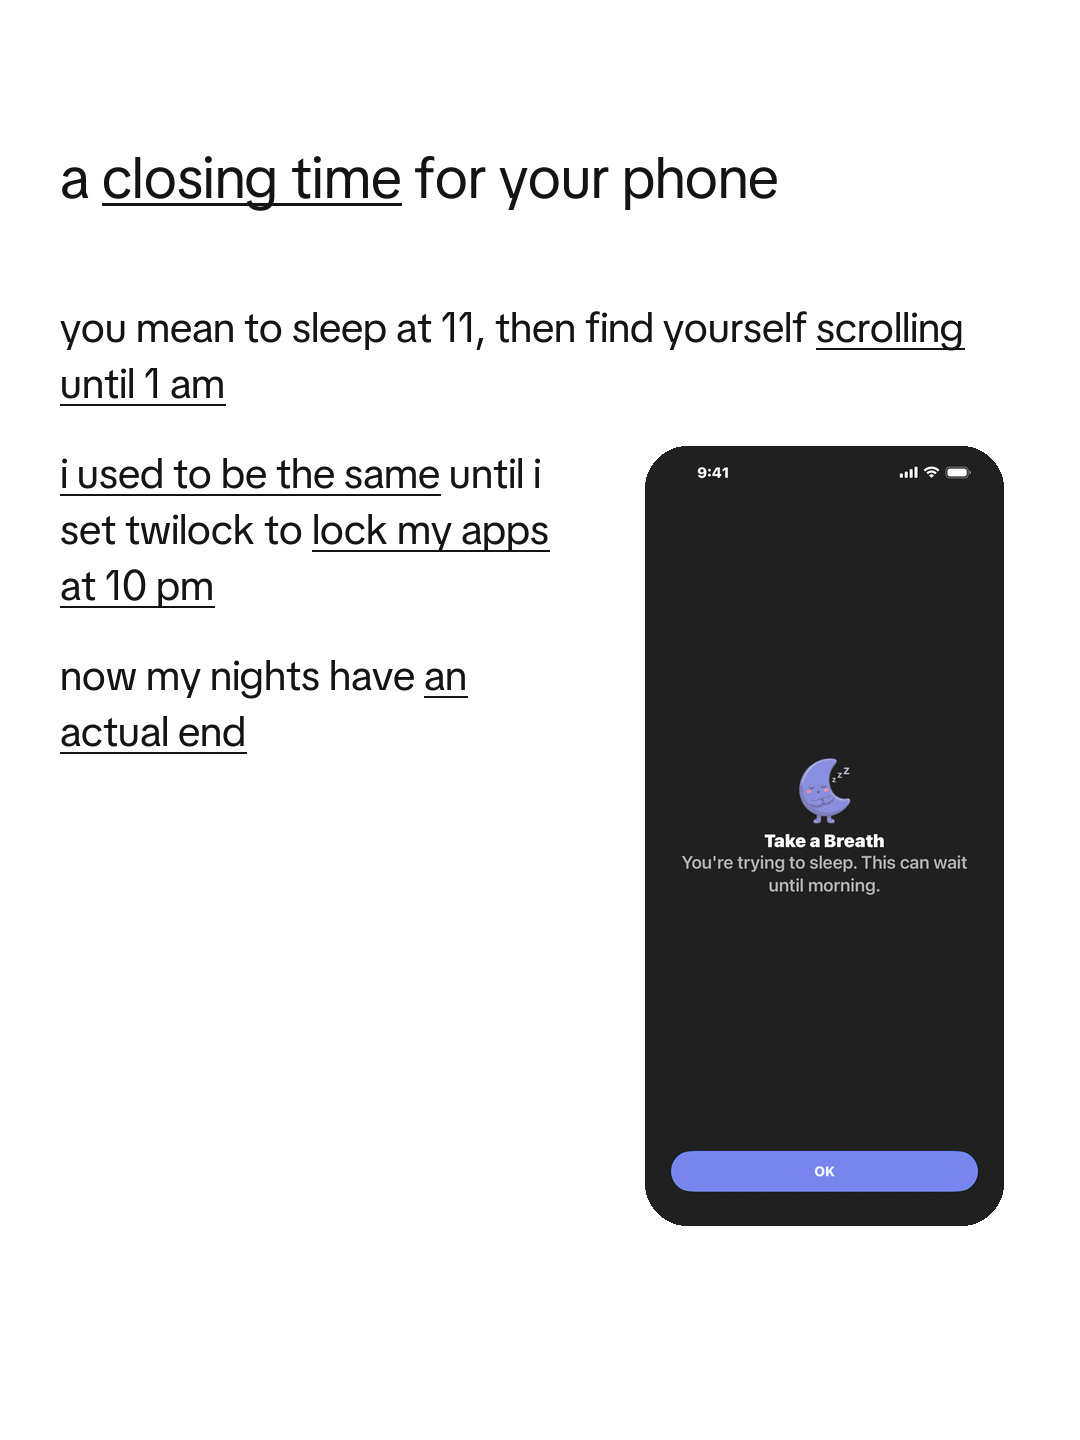 a closing time for your phone
you mean to sleep at 11, then find yourself scrolling
until 1 am
i used to be the same until i
set twilock to lock my apps
at 10 pm
now my nights have an
actual end
9:41
z z z
Take a Breath
You're trying to sleep. This can wait
until morning.
OK